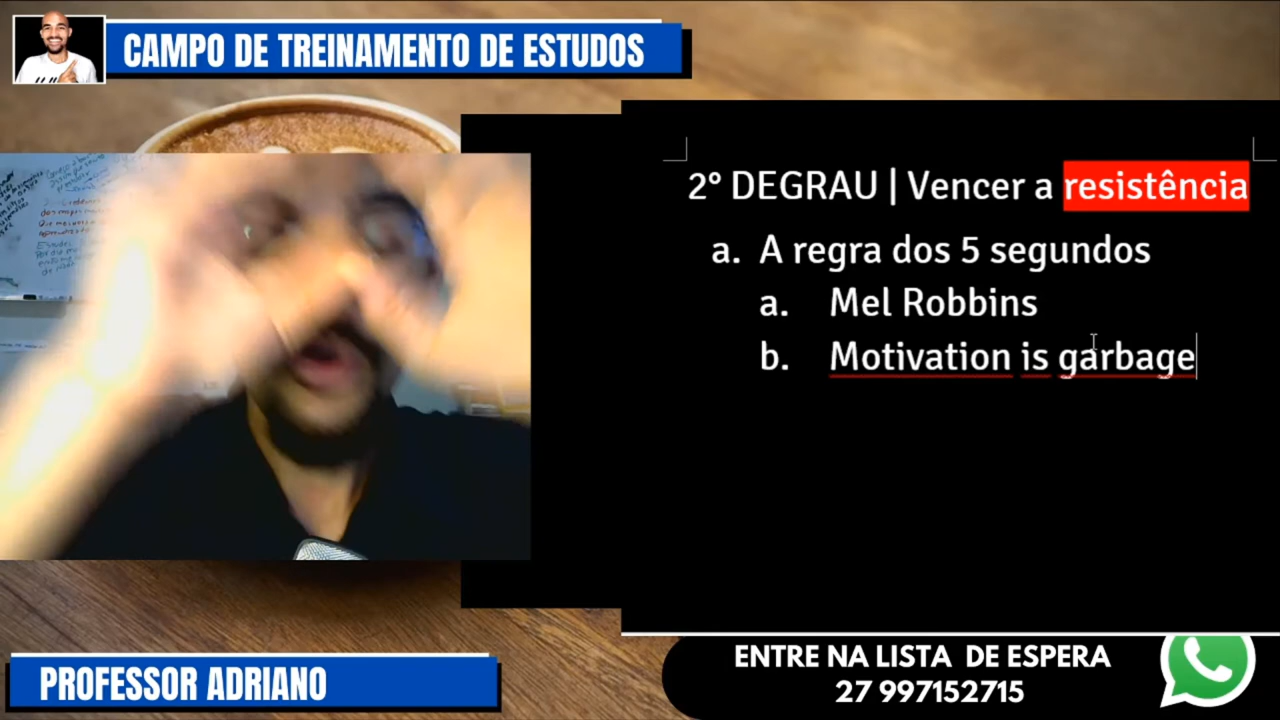 CAMPO DE TREINAMENTO DE ESTUDOS
2° DEGRAU | Vencer a resistência
a. A regra dos 5 segundos
a. Mel Robbins
b. Motivation is garbage
PROFESSOR ADRIANO
ENTRE NA LISTA DE ESPERA
27 997152715